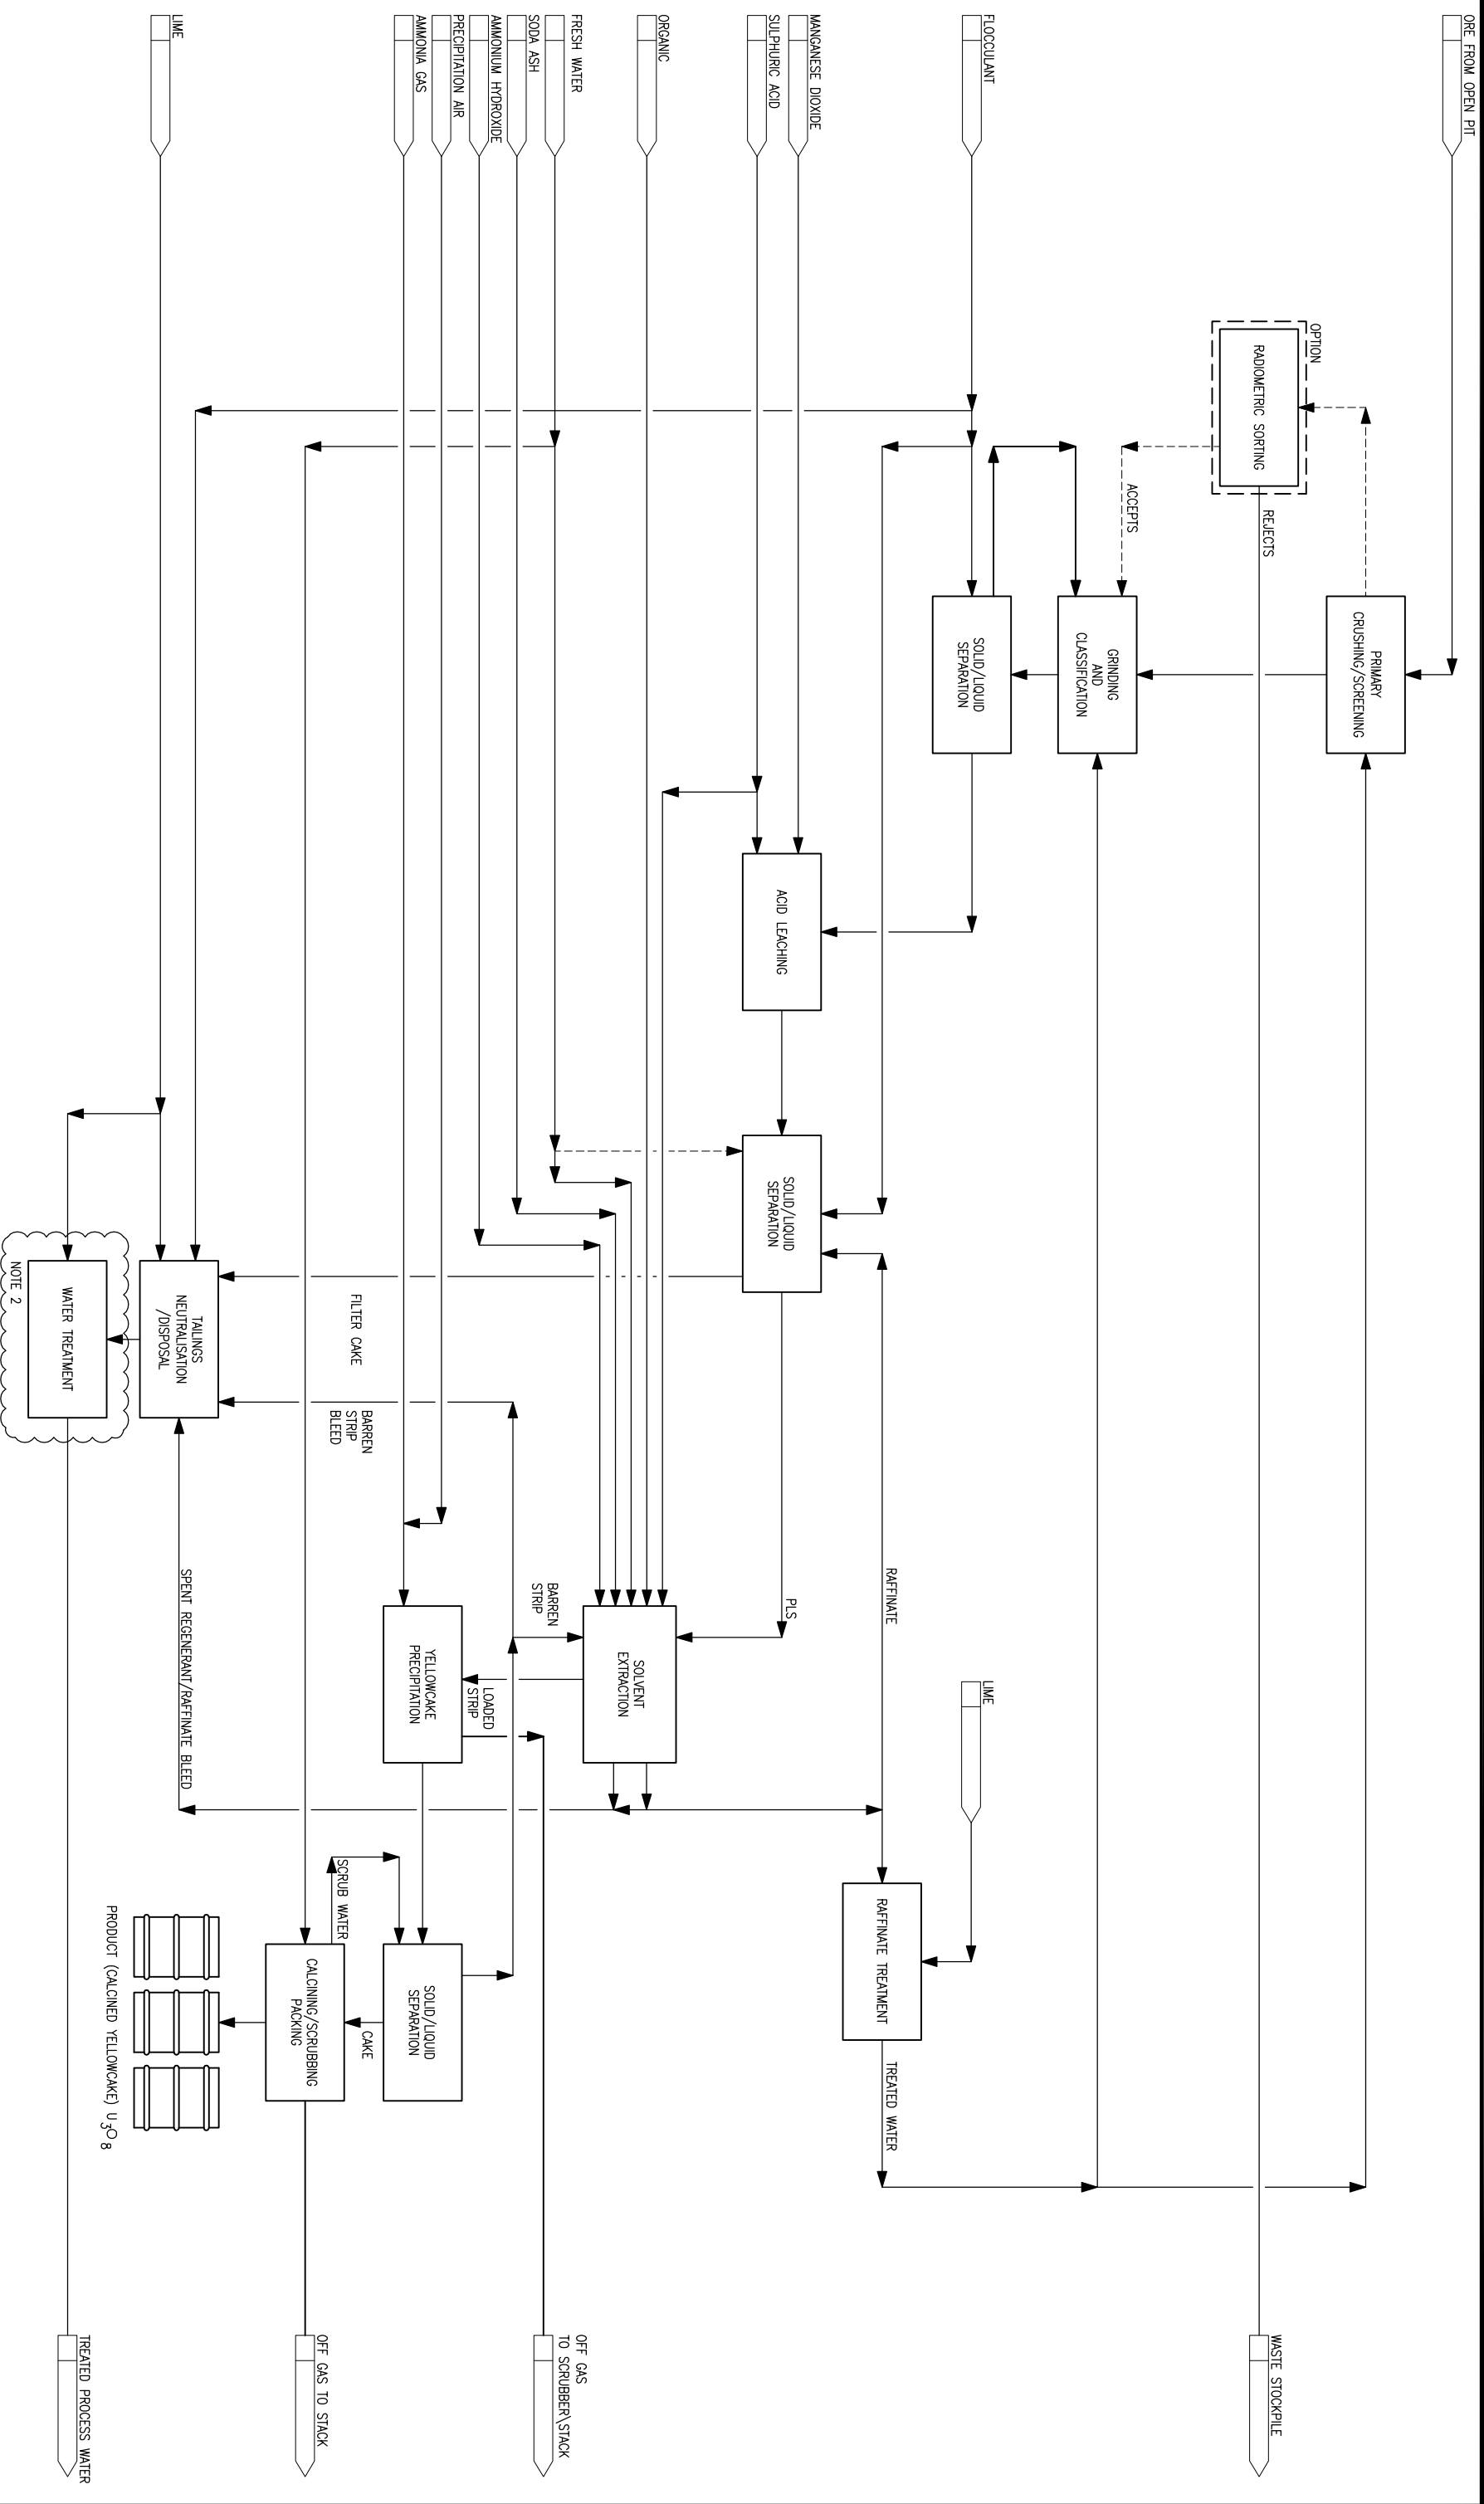 ORE FROM OPEN PIT
PRIMARY
CRUSHING/SCREENING
OPTION
RADIOMETRIC SORTING
REJECTS
WASTE STOCKPILE
ACCEPTS
GRINDING
AND
CLASSIFICATION
FLOCCULANT
SOLID/LIQUID
SEPARATION
LIME
RAFFINATE
RAFFINATE TREATMENT
TREATED WATER
MANGANESE DIOXIDE
SULPHURIC ACID
ACID LEACHING
SOLID/LIQUID
SEPARATION
PLS
ORGANIC
SOLVENT
EXTRACTION
FRESH WATER
SODA ASH
AMMONIUM HYDROXIDE
PRECIPITATION AIR
AMMONIA GAS
BARREN
STRIP
LOADED
STRIP
OFF GAS
TO SCRUBBER\STACK
YELLOWCAKE
PRECIPITATION
SOLID/LIQUID
SEPARATION
FILTER CAKE
BARREN
STRIP
BLEED
CAKE
SCRUB WATER
CALCINING/SCRUBBING
PACKING
OFF GAS TO STACK
LIME
TAILINGS
NEUTRALISATION
/DISPOSAL
SPENT REGENERANT/RAFFINATE BLEED
PRODUCT (CALCINED YELLOWCAKE) U3O8
WATER TREATMENT
TREATED PROCESS WATER
NOTE 2